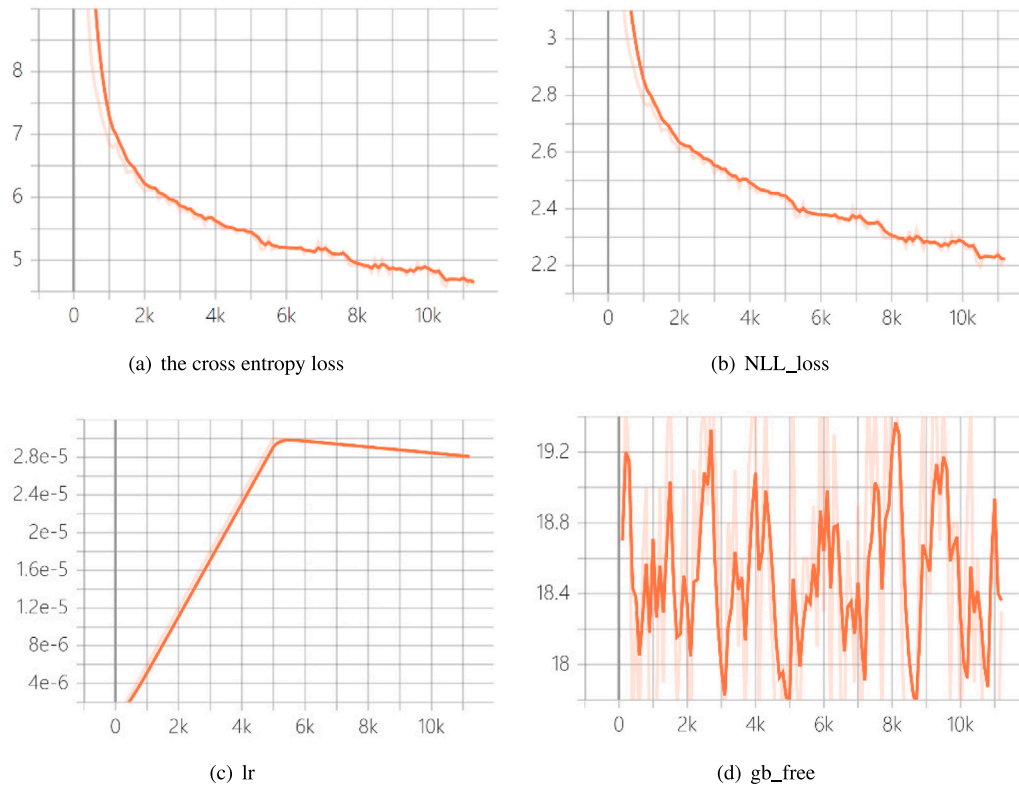 8
7
6
5
0 2k 4k 6k 8k 10k
(a) the cross entropy loss
3
2.8
2.6
2.4
2.2
0 2k 4k 6k 8k 10k
(b) NLL_loss
2.8e-5
2.4e-5
2e-5
1.6e-5
1.2e-5
8e-6
4e-6
0 2k 4k 6k 8k 10k
(c) lr
19.2
18.8
18.4
18
0 2k 4k 6k 8k 10k
(d) gb_free